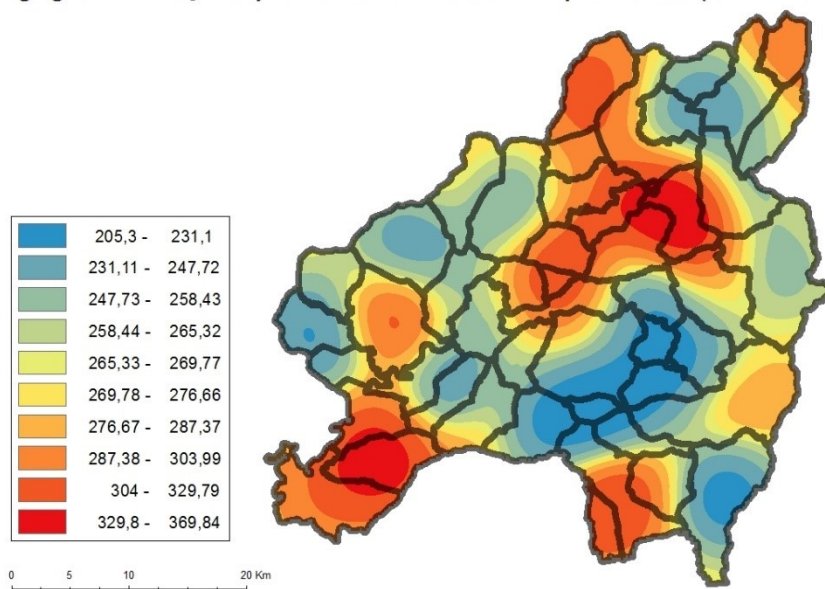 205,3 - 231,1
231,11 - 247,72
247,73 - 258,43
258,44 - 265,32
265,33 - 269,77
269,78 - 276,66
276,67 - 287,37
287,38 - 303,99
304 - 329,79
329,8 - 369,84
0 5 10 20 Km